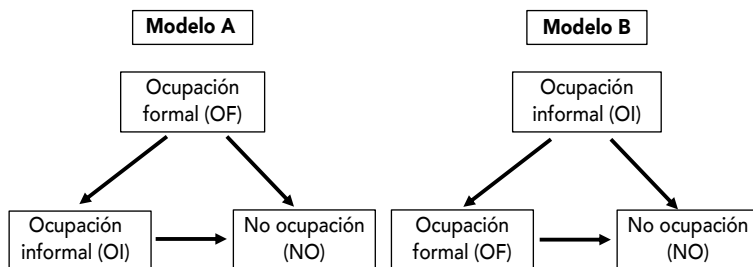 Modelo A
Ocupación
formal (OF)
Ocupación
informal (OI)
No ocupación
(NO)
Modelo B
Ocupación
informal (OI)
Ocupación
formal (OF)
No ocupación
(NO)